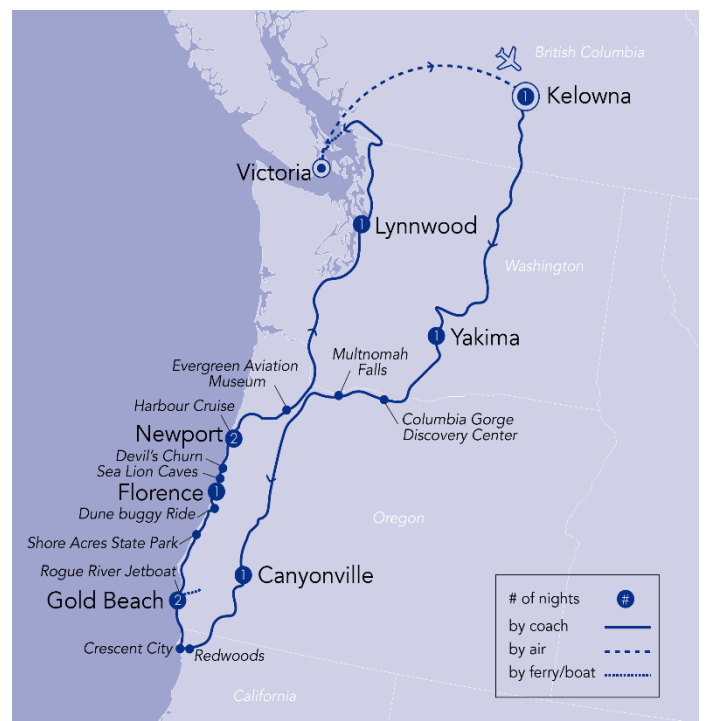 British Columbia
1
Kelowna
Victoria
1
Lynnwood
Washington
1
Yakima
Multnomah
Falls
Evergreen Aviation
Museum
Harbour Cruise
Columbia Gorge
Discovery Center
Newport
2
Devil's Churn
Sea Lion Caves
Florence
1
Dune buggy Ride
Oregon
Shore Acres State Park
Rogue River Jetboat
1
Canyonville
Gold Beach
2
Crescent City
Redwoods
California
# of nights
#
by coach
by air
by ferry/boat